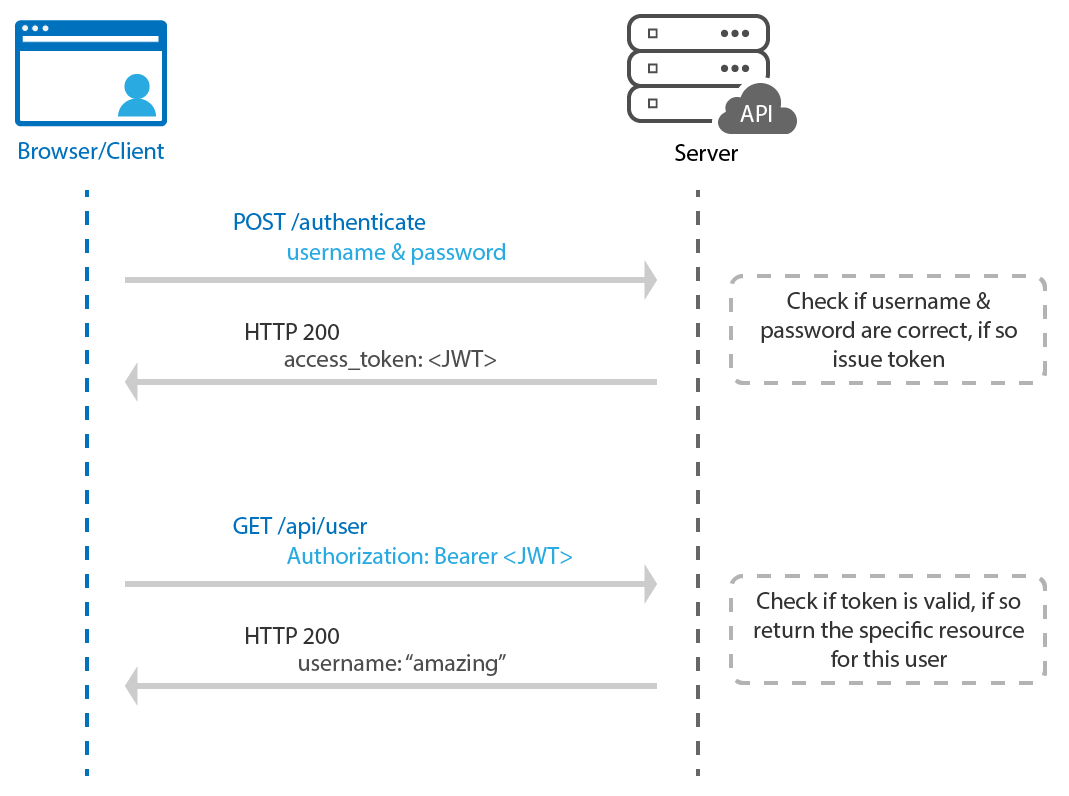 API
Browser/Client
Server
POST /authenticate
username & password
Check if username &
password are correct, if so
issue token
HTTP 200
access_token: <JWT>
GET /api/user
Authorization: Bearer <JWT>
Check if token is valid, if so
return the specific resource
for this user
HTTP 200
username: “amazing”